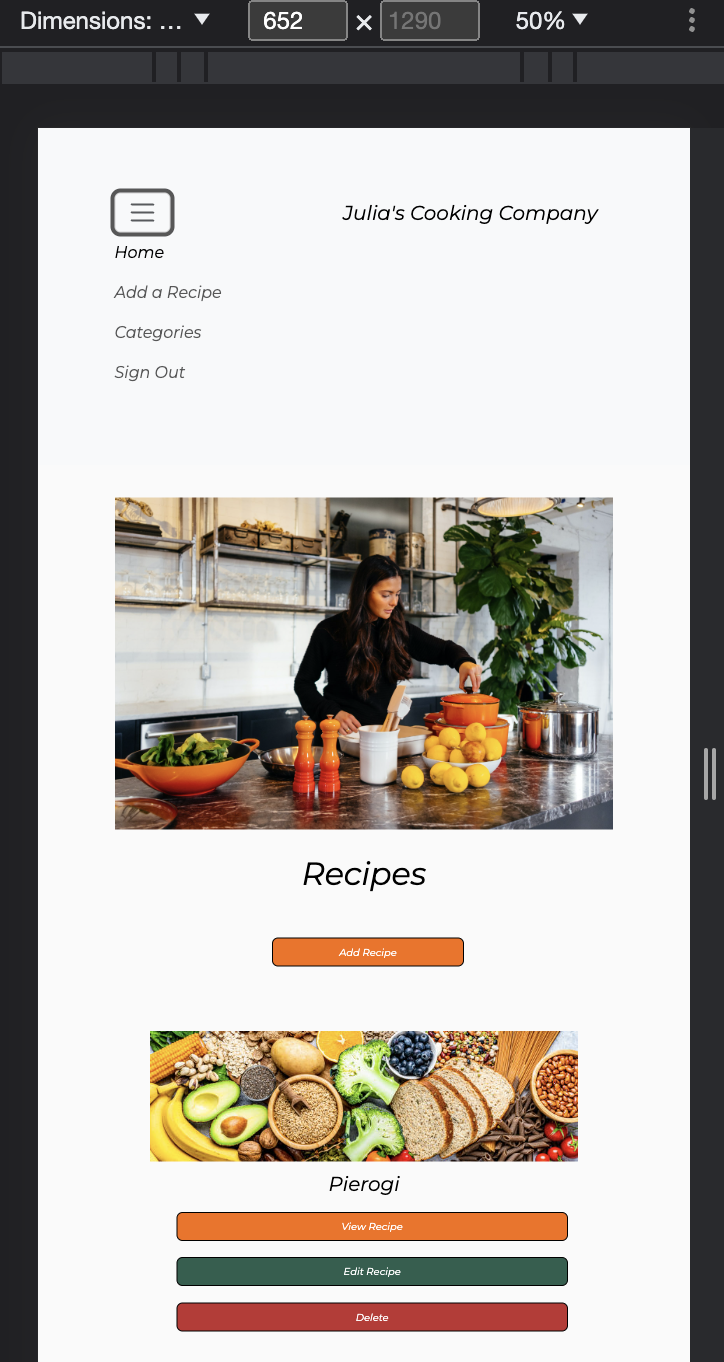 Dimensions: ... 652 × 1290 50%
Julia's Cooking Company
Home
Add a Recipe
Categories
Sign Out
Recipes
Add Recipe
Pierogi
View Recipe
Edit Recipe
Delete